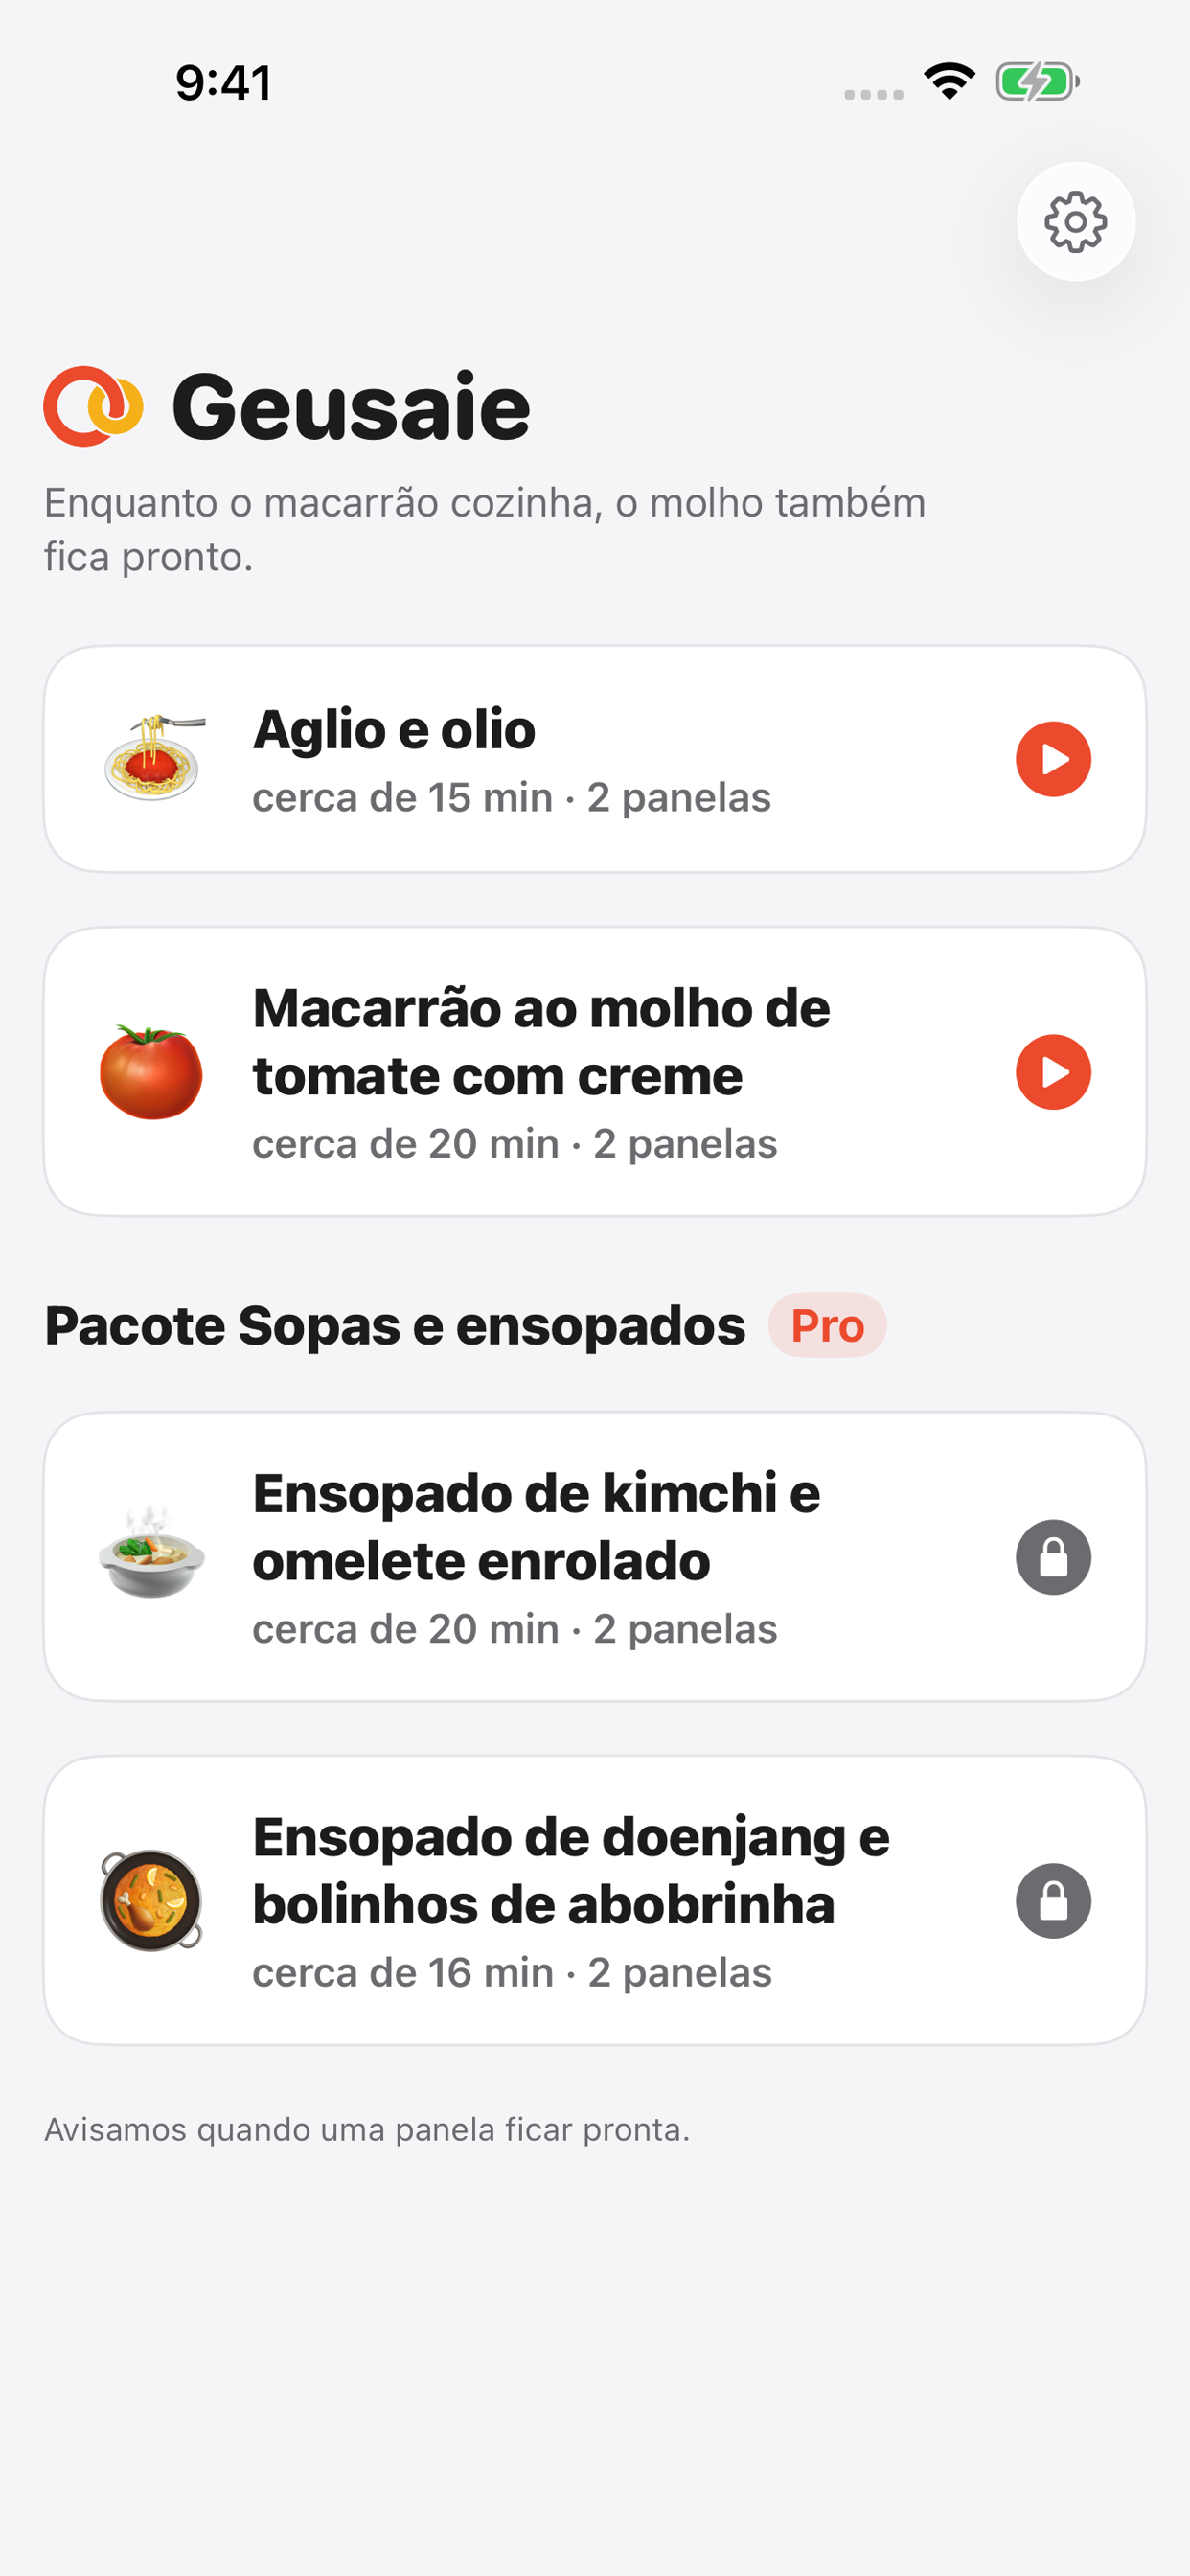 9:41
Geusaie
Enquanto o macarrão cozinha, o molho também
fica pronto.
Aglio e olio
cerca de 15 min · 2 panelas
Macarrão ao molho de
tomate com creme
cerca de 20 min · 2 panelas
Pacote Sopas e ensopados Pro
Ensopado de kimchi e
omelete enrolado
cerca de 20 min · 2 panelas
Ensopado de doenjang e
bolinhos de abobrinha
cerca de 16 min · 2 panelas
Avisamos quando uma panela ficar pronta.